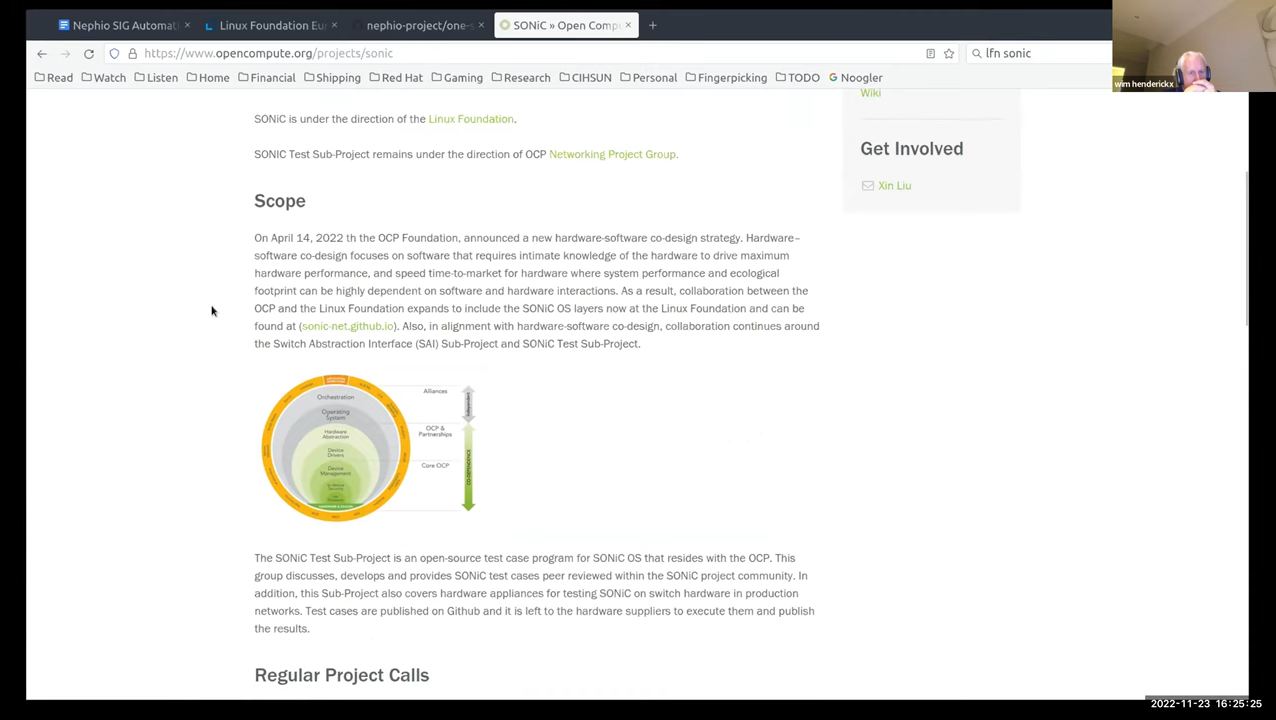 Nephio SIG Automati
Linux Foundation Eu
nephio-project/one-s
SONiC » Open Compu
https://www.opencompute.org/projects/sonic
lfn sonic
Read
Watch
Listen
Home
Financial
Shipping
Red Hat
Gaming
Research
CIHSUN
Personal
Fingerpicking
TODO
Noogler
wim henderickx
Wiki
SONiC is under the direction of the Linux Foundation.
Get Involved
SONIC Test Sub-Project remains under the direction of OCP Networking Project Group.
Xin Liu
Scope
On April 14, 2022 th the OCP Foundation, announced a new hardware-software co-design strategy. Hardware–
software co-design focuses on software that requires intimate knowledge of the hardware to drive maximum
hardware performance, and speed time-to-market for hardware where system performance and ecological
footprint can be highly dependent on software and hardware interactions. As a result, collaboration between the
OCP and the Linux Foundation expands to include the SONiC OS layers now at the Linux Foundation and can be
found at (sonic-net.github.io). Also, in alignment with hardware-software co-design, collaboration continues around
the Switch Abstraction Interface (SAI) Sub-Project and SONiC Test Sub-Project.
Orchestration
Operating
System
Hardware
Abstraction
Device
Drivers
Device
Management
Alliances
OCP &
Partnerships
Core OCP
The SONiC Test Sub-Project is an open-source test case program for SONiC OS that resides with the OCP. This
group discusses, develops and provides SONiC test cases peer reviewed within the SONiC project community. In
addition, this Sub-Project also covers hardware appliances for testing SONiC on switch hardware in production
networks. Test cases are published on Github and it is left to the hardware suppliers to execute them and publish
the results.
Regular Project Calls
2022-11-23 16:25:25